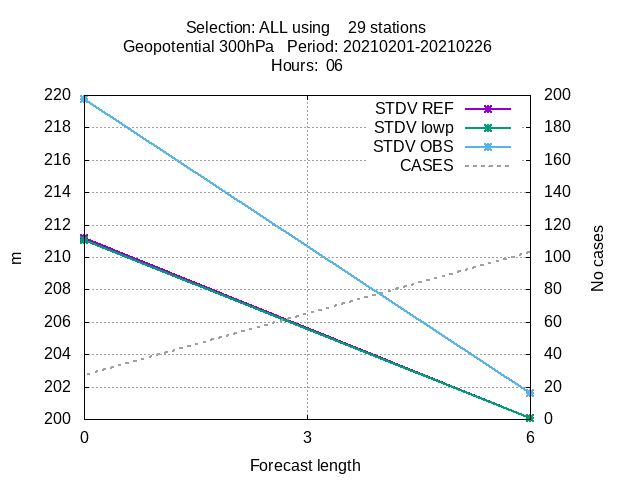 Selection: ALL using    29 stations
Geopotential 300hPa   Period: 20210201-20210226
Hours:  06
STDV REF
STDV lowp
STDV OBS
CASES
220
218
216
214
212
210
208
206
204
202
200
200
180
160
140
120
100
80
60
40
20
0
m
No cases
0 3 6
Forecast length